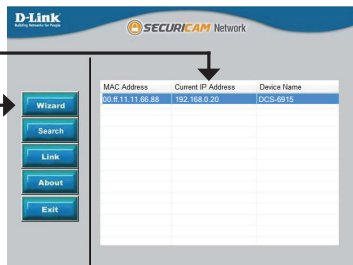 D-Link
Building Networks for People
SECURICAM Network
MAC Address Current IP Address Device Name
00.ff.11.11.66.88 192.168.0.20 DCS-6915
Wizard
Search
Link
About
Exit